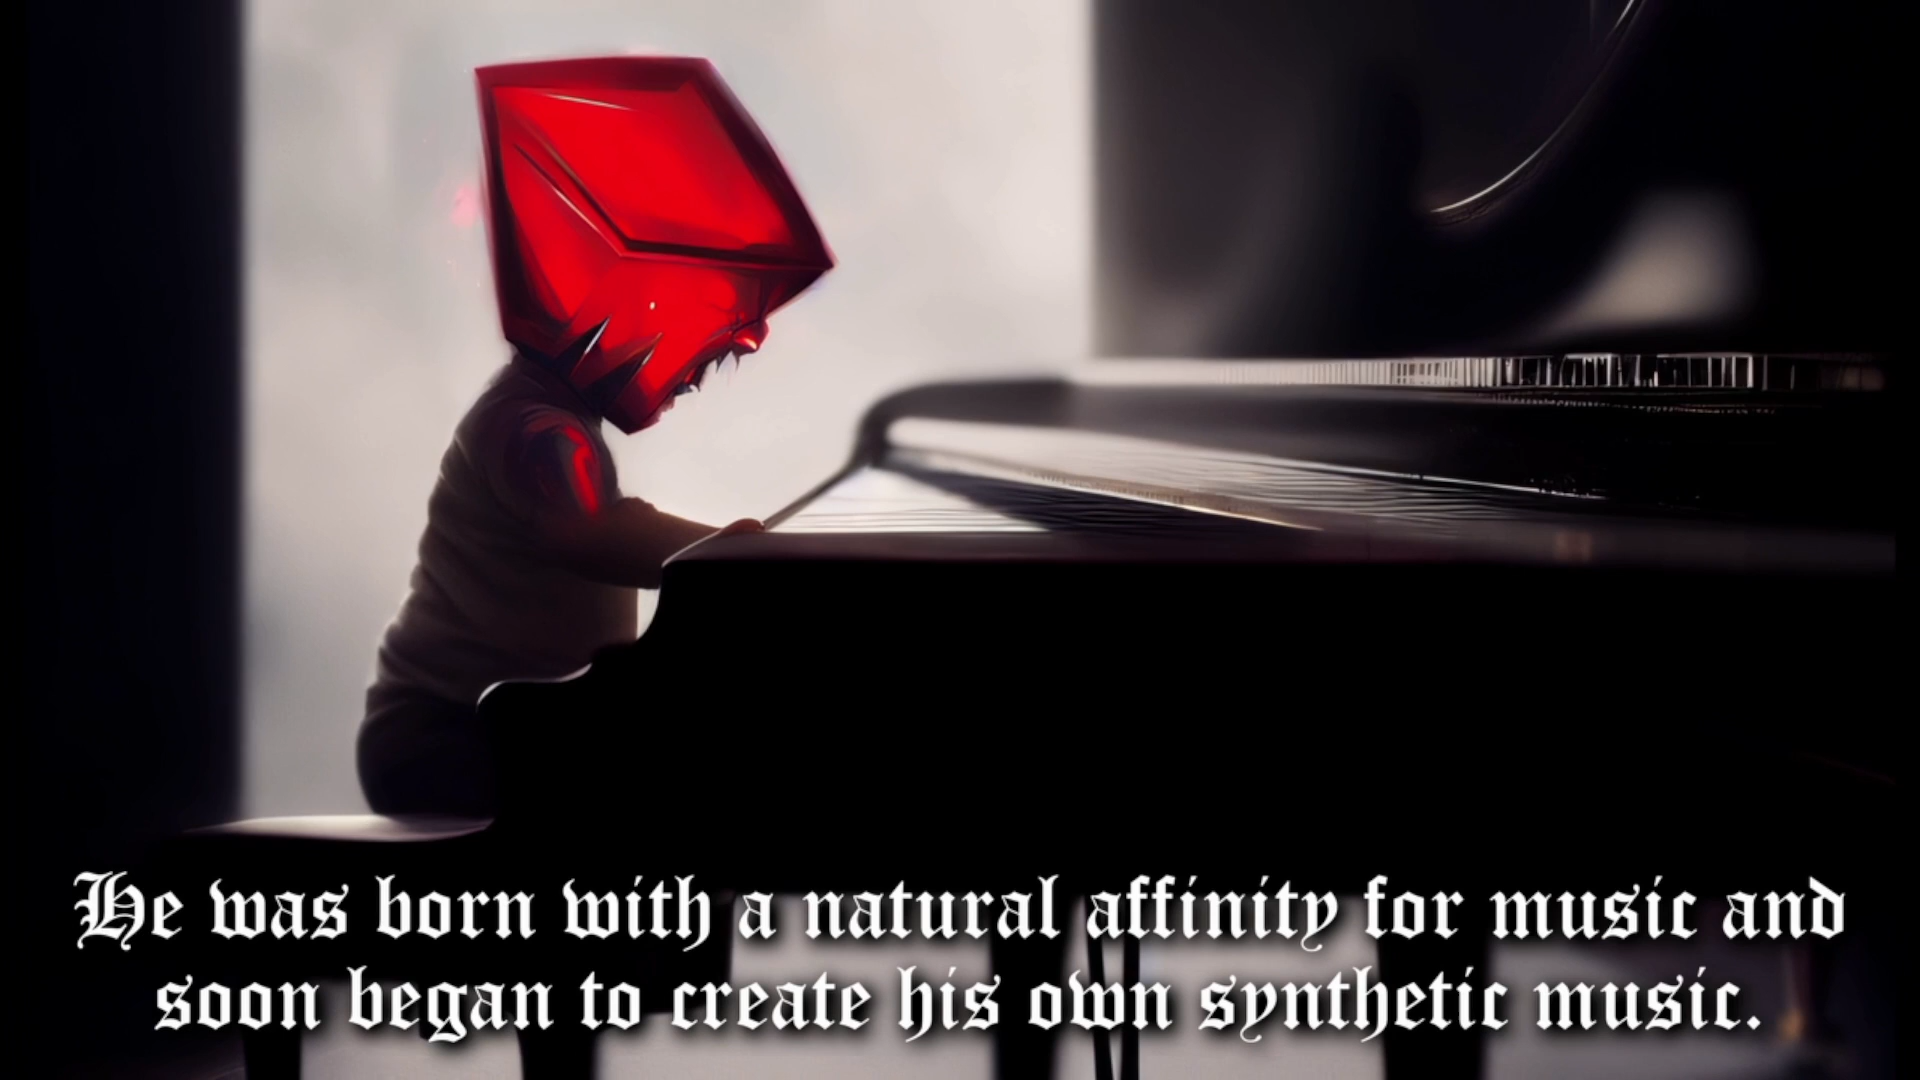 He was born with a natural affinity for music and
soon began to create his own synthetic music.